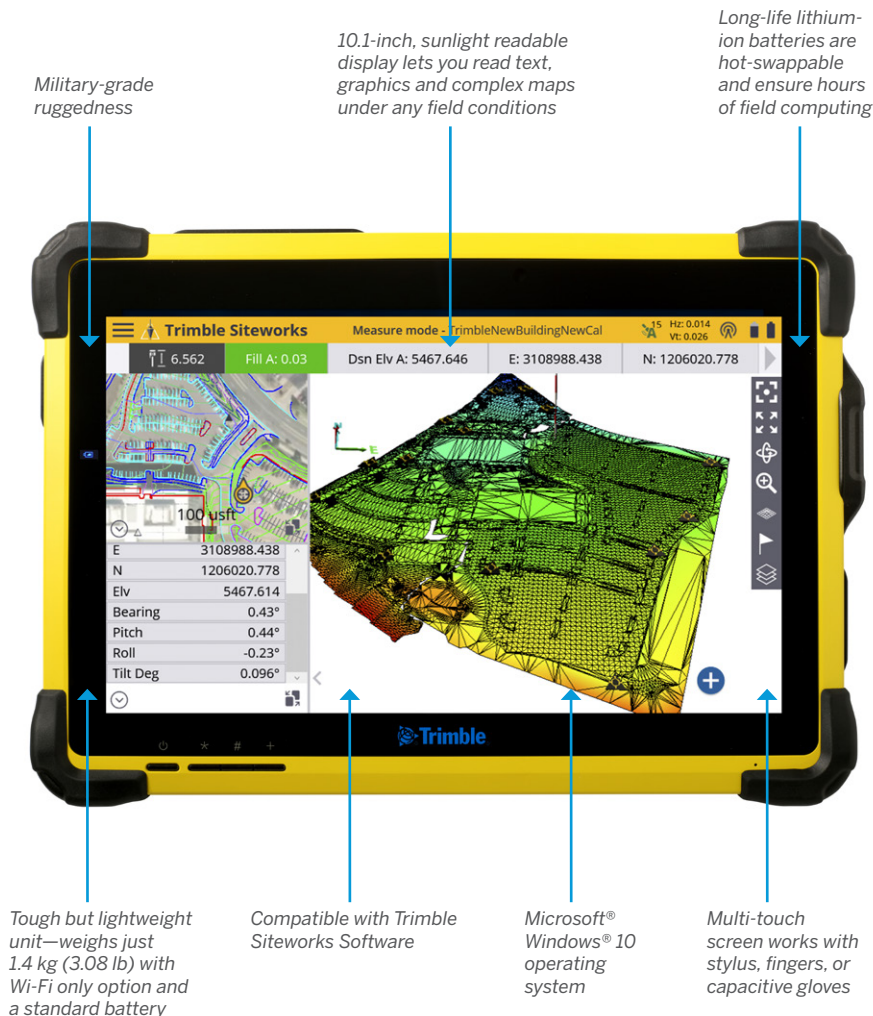 Military-grade
ruggedness
10.1-inch, sunlight readable
display lets you read text,
graphics and complex maps
under any field conditions
Long-life lithium-
ion batteries are
hot-swappable
and ensure hours
of field computing
Trimble Siteworks
Measure mode - TrimbleNewBuildingNewCal
15
Hz: 0.014
Vt: 0.026
6.562
Fill A: 0.03
Dsn Elv A: 5467.646
E: 3108988.438
N: 1206020.778
E
100 usft
E 3108988.438
N 1206020.778
Elv 5467.614
Bearing 0.43°
Pitch 0.44°
Roll -0.23°
Tilt Deg 0.096°
Trimble
* # +
Tough but lightweight
unit—weighs just
1.4 kg (3.08 lb) with
Wi-Fi only option and
a standard battery
Compatible with Trimble
Siteworks Software
Microsoft®
Windows® 10
operating
system
Multi-touch
screen works with
stylus, fingers, or
capacitive gloves